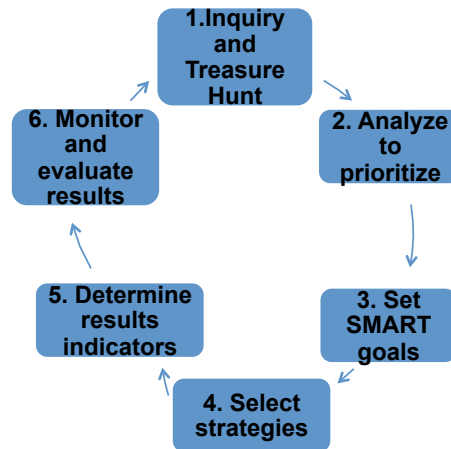 1.Inquiry
and
Treasure
Hunt
2. Analyze
to
prioritize
3. Set
SMART
goals
4. Select
strategies
5. Determine
results
indicators
6. Monitor
and
evaluate
results